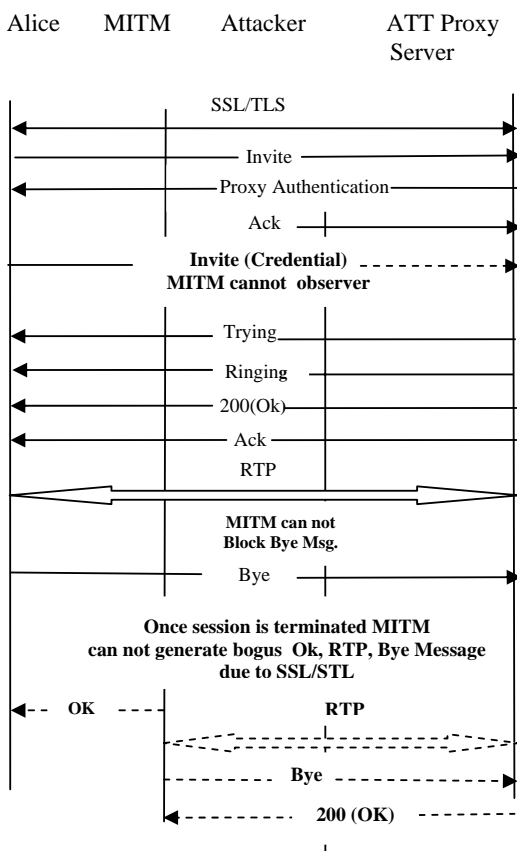 Alice MITM Attacker ATT Proxy
Server
SSL/TLS
Invite
Proxy Authentication
Ack
Invite (Credential)
MITM cannot observer
Trying
Ringing
200(Ok)
Ack
RTP
MITM can not
Block Bye Msg.
Bye
Once session is terminated MITM
can not generate bogus Ok, RTP, Bye Message
due to SSL/STL
OK RTP
Bye
200 (OK)